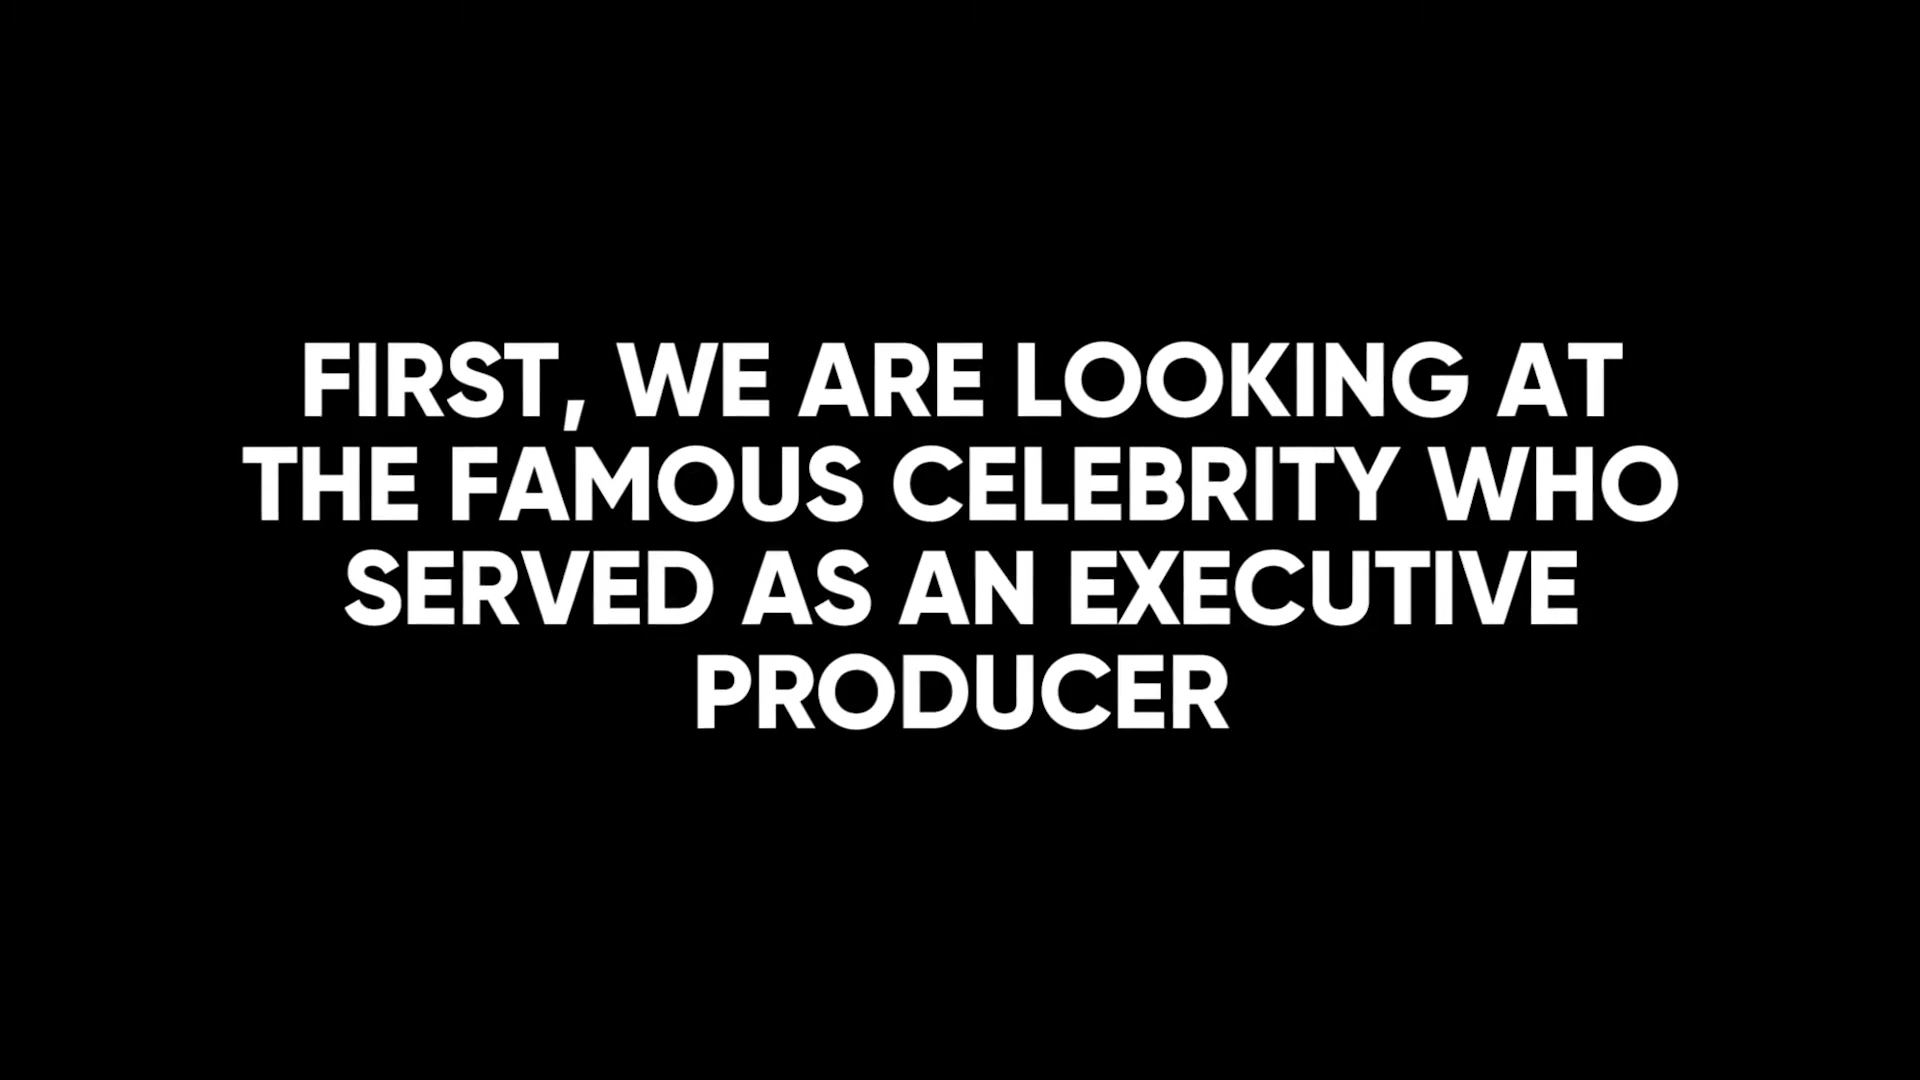 FIRST, WE ARE LOOKING AT
THE FAMOUS CELEBRITY WHO
SERVED AS AN EXECUTIVE
PRODUCER